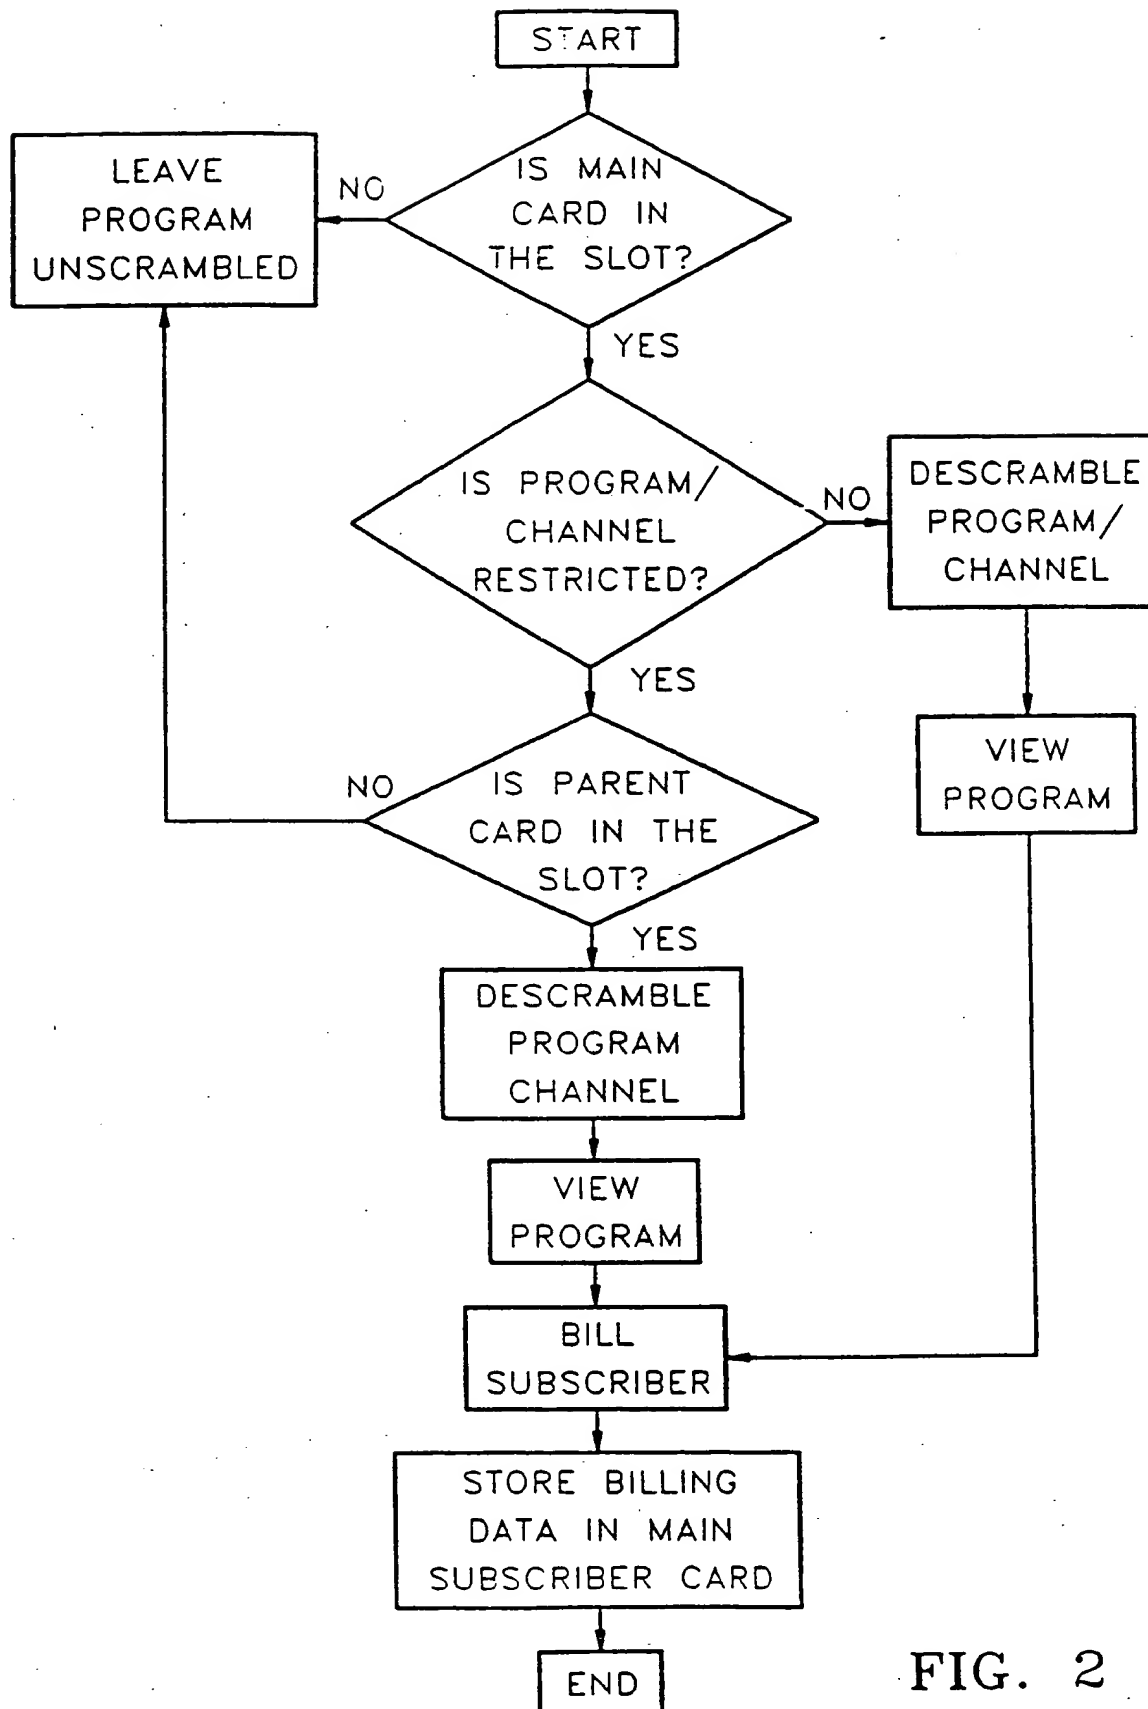 START
IS MAIN
CARD IN
THE SLOT?
NO
LEAVE
PROGRAM
UNSCRAMBLED
YES
IS PROGRAM/
CHANNEL
RESTRICTED?
NO
DESCRAMBLE
PROGRAM/
CHANNEL
VIEW
PROGRAM
YES
IS PARENT
CARD IN THE
SLOT?
NO
YES
DESCRAMBLE
PROGRAM
CHANNEL
VIEW
PROGRAM
BILL
SUBSCRIBER
STORE BILLING
DATA IN MAIN
SUBSCRIBER CARD
END
FIG. 2